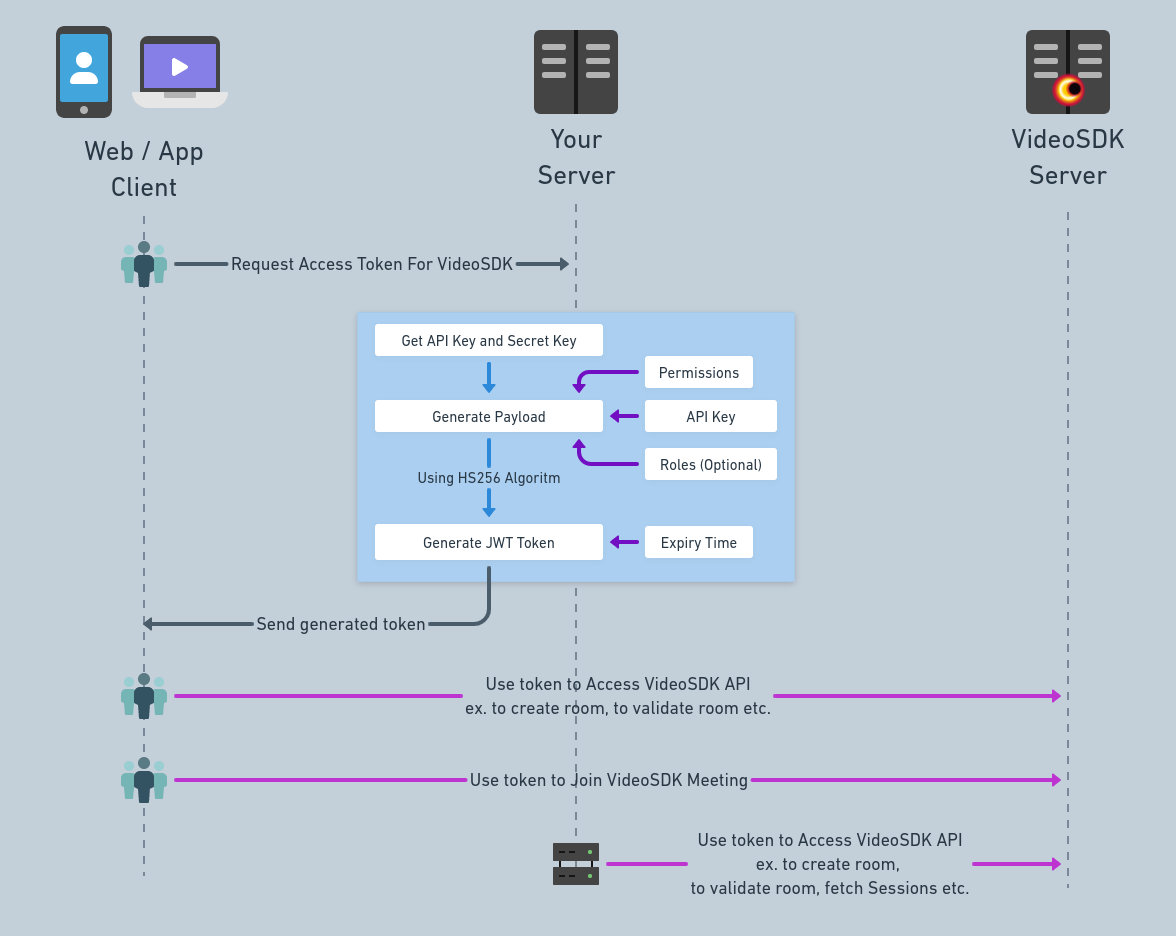 Web / App
Client
Your
Server
VideoSDK
Server
Request Access Token For VideoSDK
Get API Key and Secret Key
Permissions
Generate Payload
API Key
Roles (Optional)
Using HS256 Algoritm
Generate JWT Token
Expiry Time
Send generated token
Use token to Access VideoSDK API
ex. to create room, to validate room etc.
Use token to Join VideoSDK Meeting
Use token to Access VideoSDK API
ex. to create room,
to validate room, fetch Sessions etc.